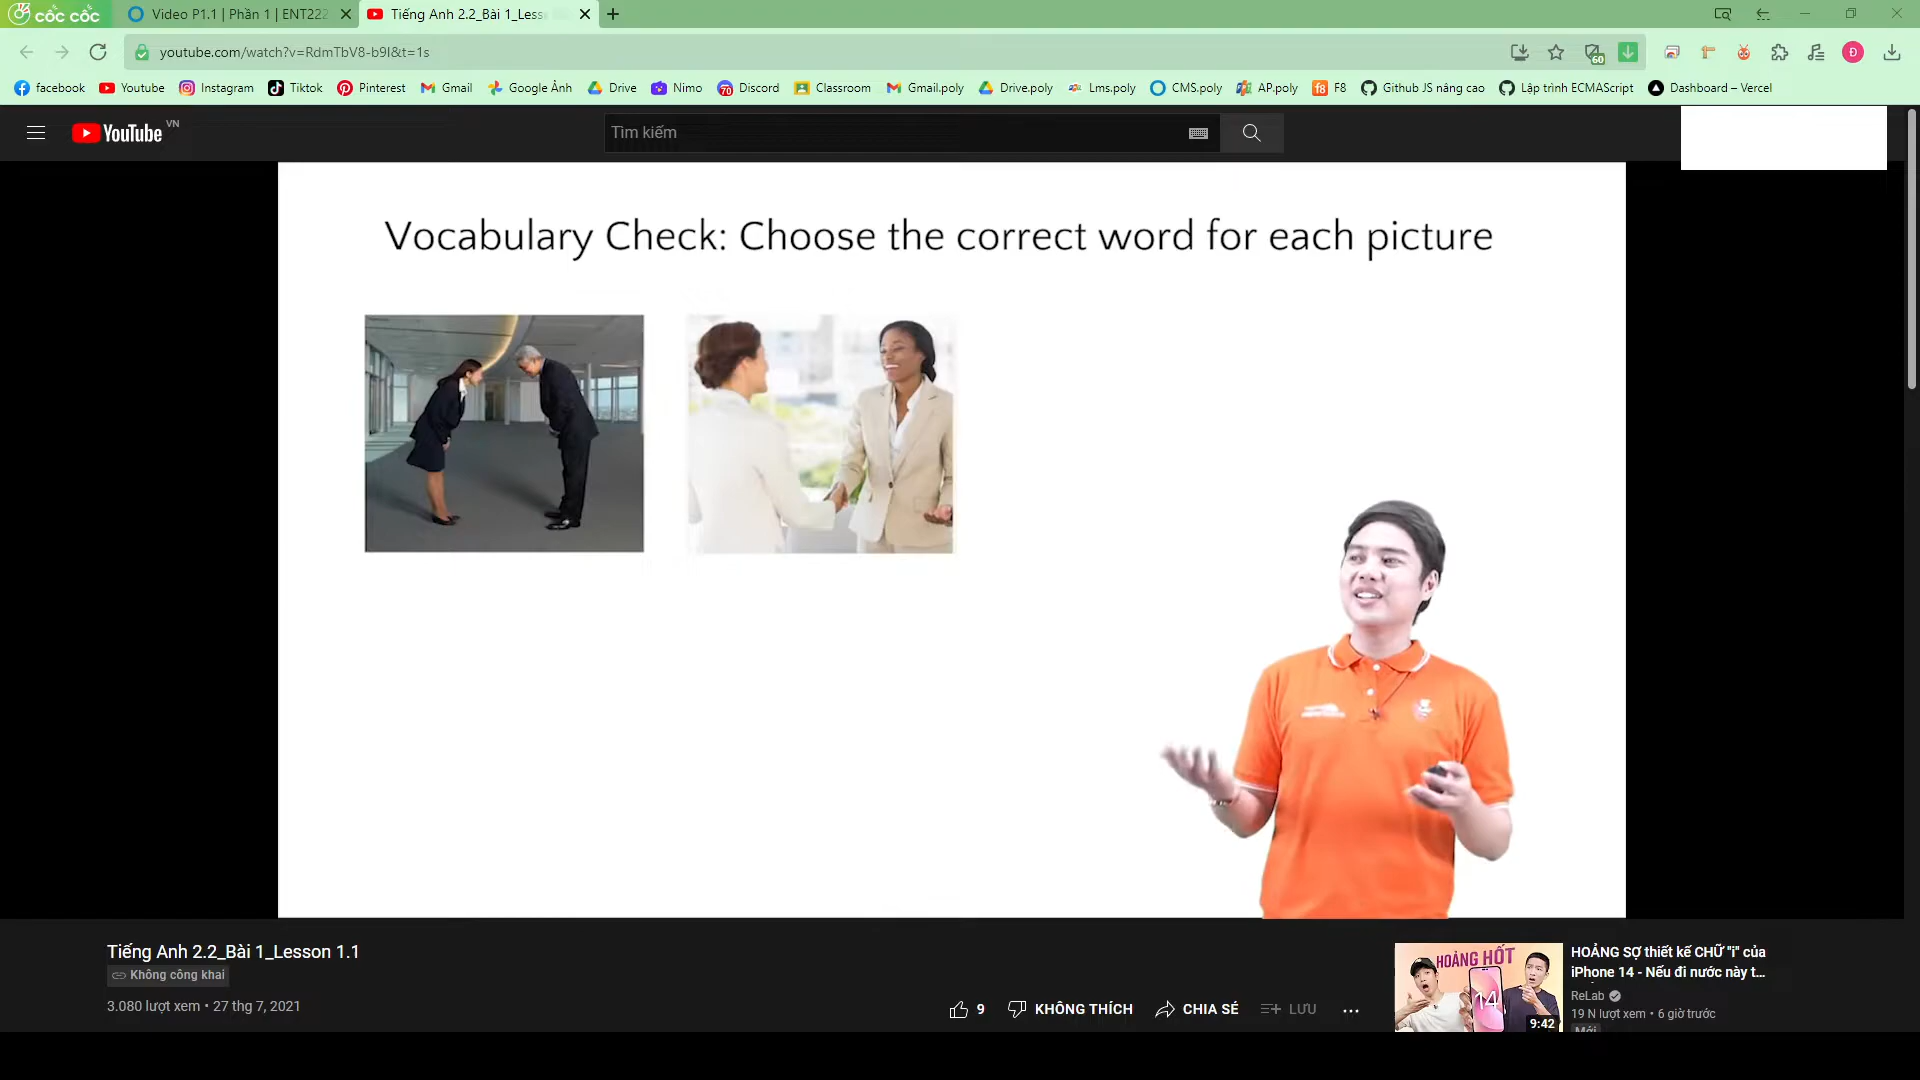 cốc cốc
Video P1.1 | Phần 1 | ENT222
Tiếng Anh 2.2_Bài 1_Less
youtube.com/watch?v=RdmTbV8-b9I&t=1s
60
Đ
facebook
Youtube
Instagram
Tiktok
Pinterest
Gmail
Google Ảnh
Drive
Nimo
70
Discord
Classroom
Gmail.poly
Drive.poly
Lms.poly
CMS.poly
AP.poly
F8
Github JS nâng cao
Lập trình ECMAScript
Dashboard – Vercel
YouTube VN
Tìm kiếm
Vocabulary Check: Choose the correct word for each picture
Tiếng Anh 2.2_Bài 1_Lesson 1.1
Không công khai
3.080 lượt xem • 27 thg 7, 2021
9
KHÔNG THÍCH
CHIA SẺ
LƯU
HOẢNG HỐT
14
9:42
HOẢNG SỢ thiết kế CHỮ "i" của
iPhone 14 - Nếu đi nước này t...
ReLab
19 N lượt xem • 6 giờ trước
Mới